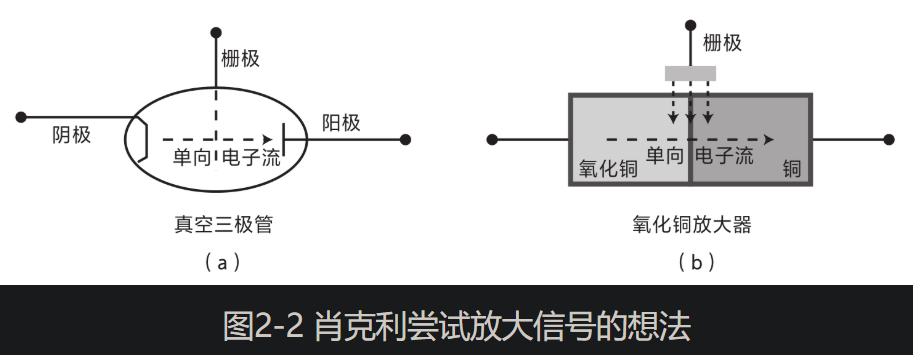 栅极
阴极
阳极
单向 电子流
真空三极管
（a）
栅极
单向 电子流
氧化铜
铜
氧化铜放大器
（b）
图2-2 肖克利尝试放大信号的想法